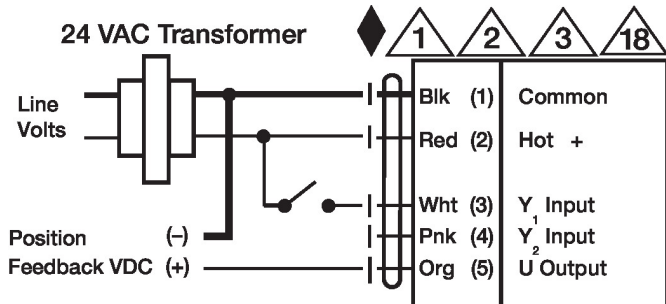 24 VAC Transformer
1 2 3 18
Line Volts
Blk (1) Common
Red (2) Hot +
Wht (3) Y1 Input
Pnk (4) Y2 Input
Org (5) U Output
Position (–)
Feedback VDC (+)